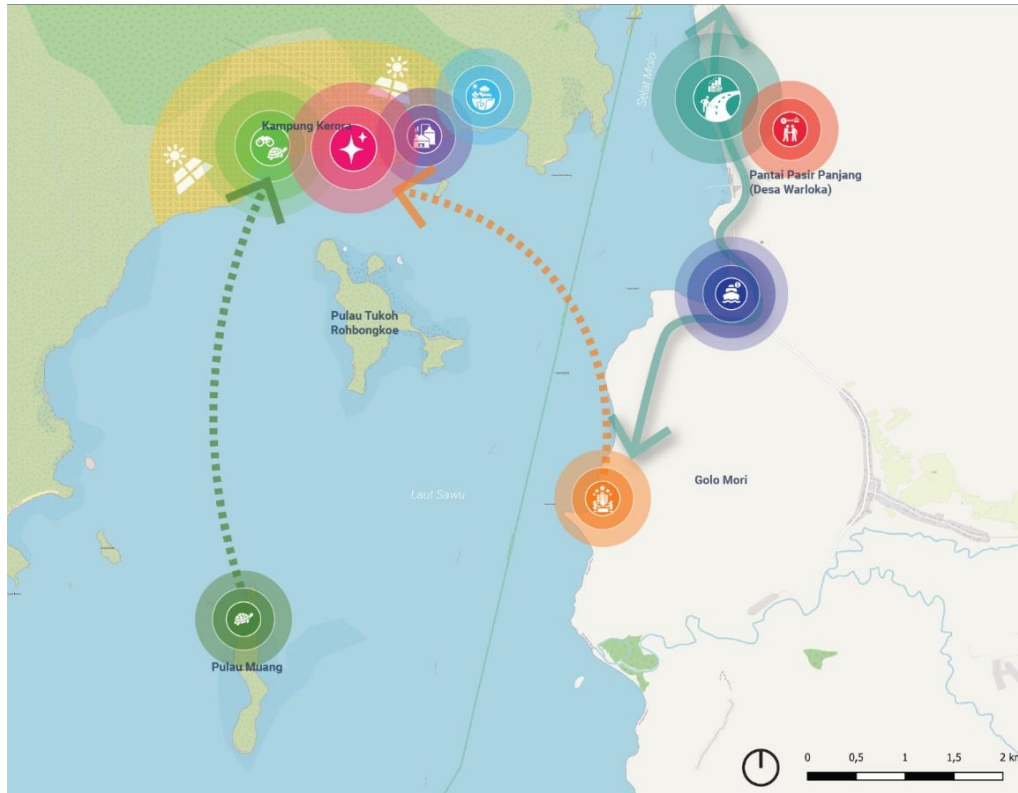 Selat Molo
Kampung Kerora
Pantai Pasir Panjang
(Desa Warloka)
Pulau Tukoh
Rohbongkoe
Golo Mori
Laut Sawu
Pulau Muang
0 0,5 1 1,5 2 km